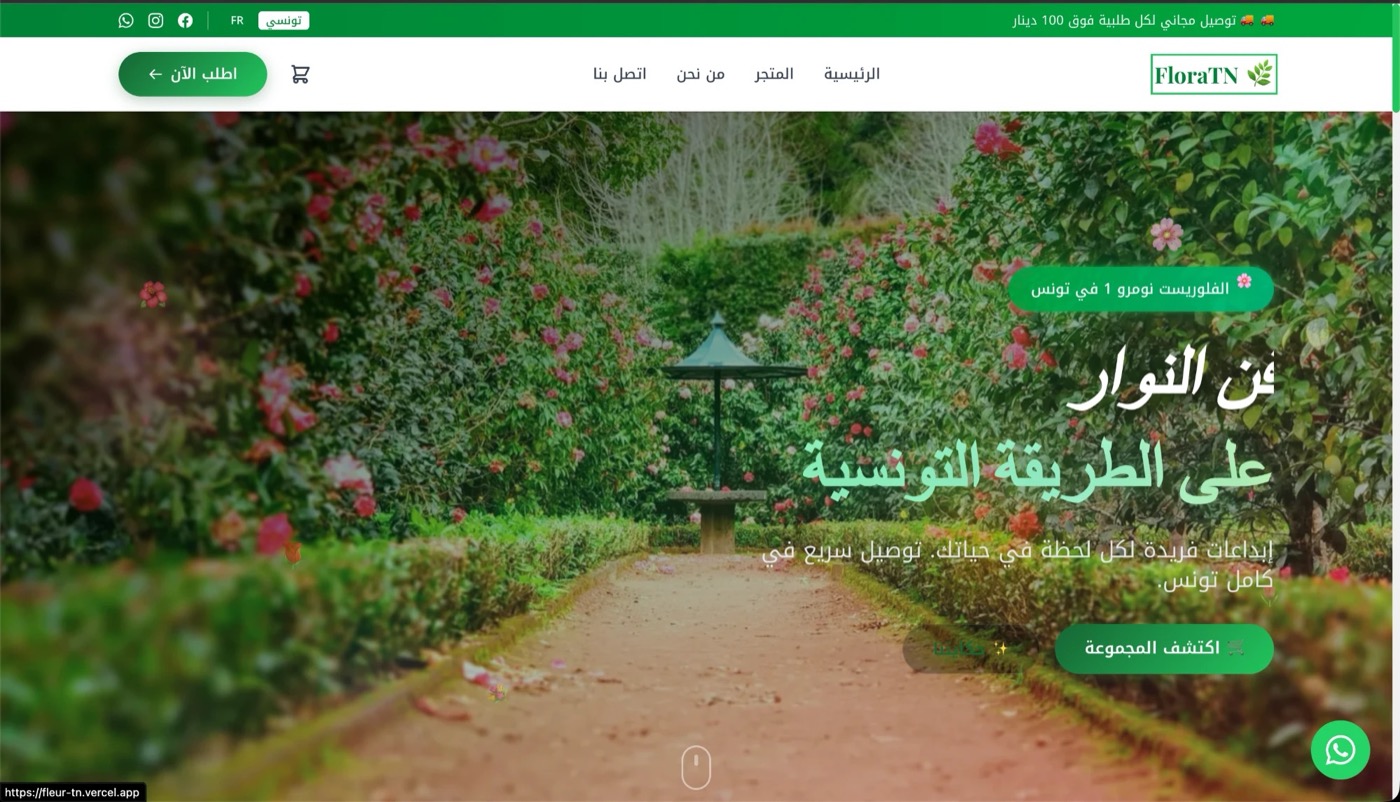 🚚 🚚 توصيل مجاني لكل طلبية فوق 100 دينار
تونسي
FR
FloraTN
الرئيسية
المتجر
من نحن
اتصل بنا
اطلب الآن ←
الفلوريست نومرو 1 في تونس
فن النوار
على الطريقة التونسية
إبداعات فريدة لكل لحظة في حياتك. توصيل سريع في
كامل تونس.
اكتشف المجموعة
https://fleur-tn.vercel.app